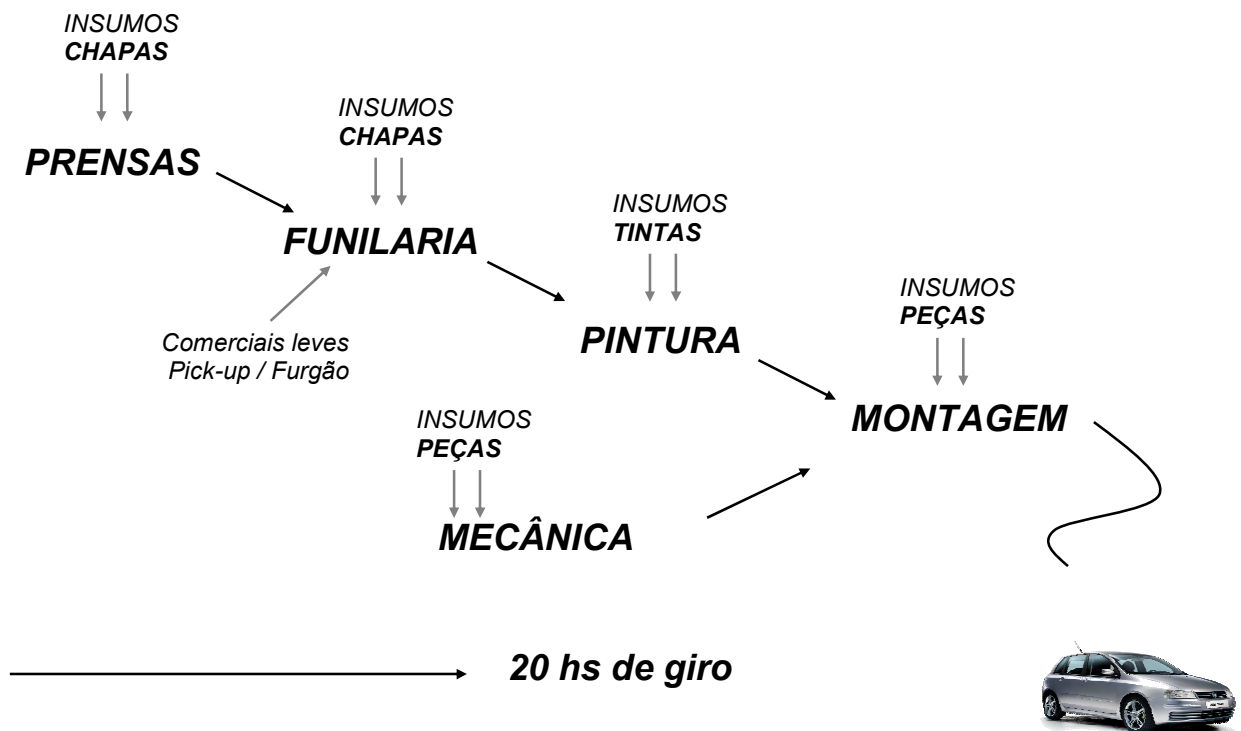 INSUMOS
CHAPAS
PRENSAS
INSUMOS
CHAPAS
FUNILARIA
Comerciais leves
Pick-up / Furgão
INSUMOS
TINTAS
PINTURA
INSUMOS
PEÇAS
MONTAGEM
INSUMOS
PEÇAS
MECÂNICA
20 hs de giro